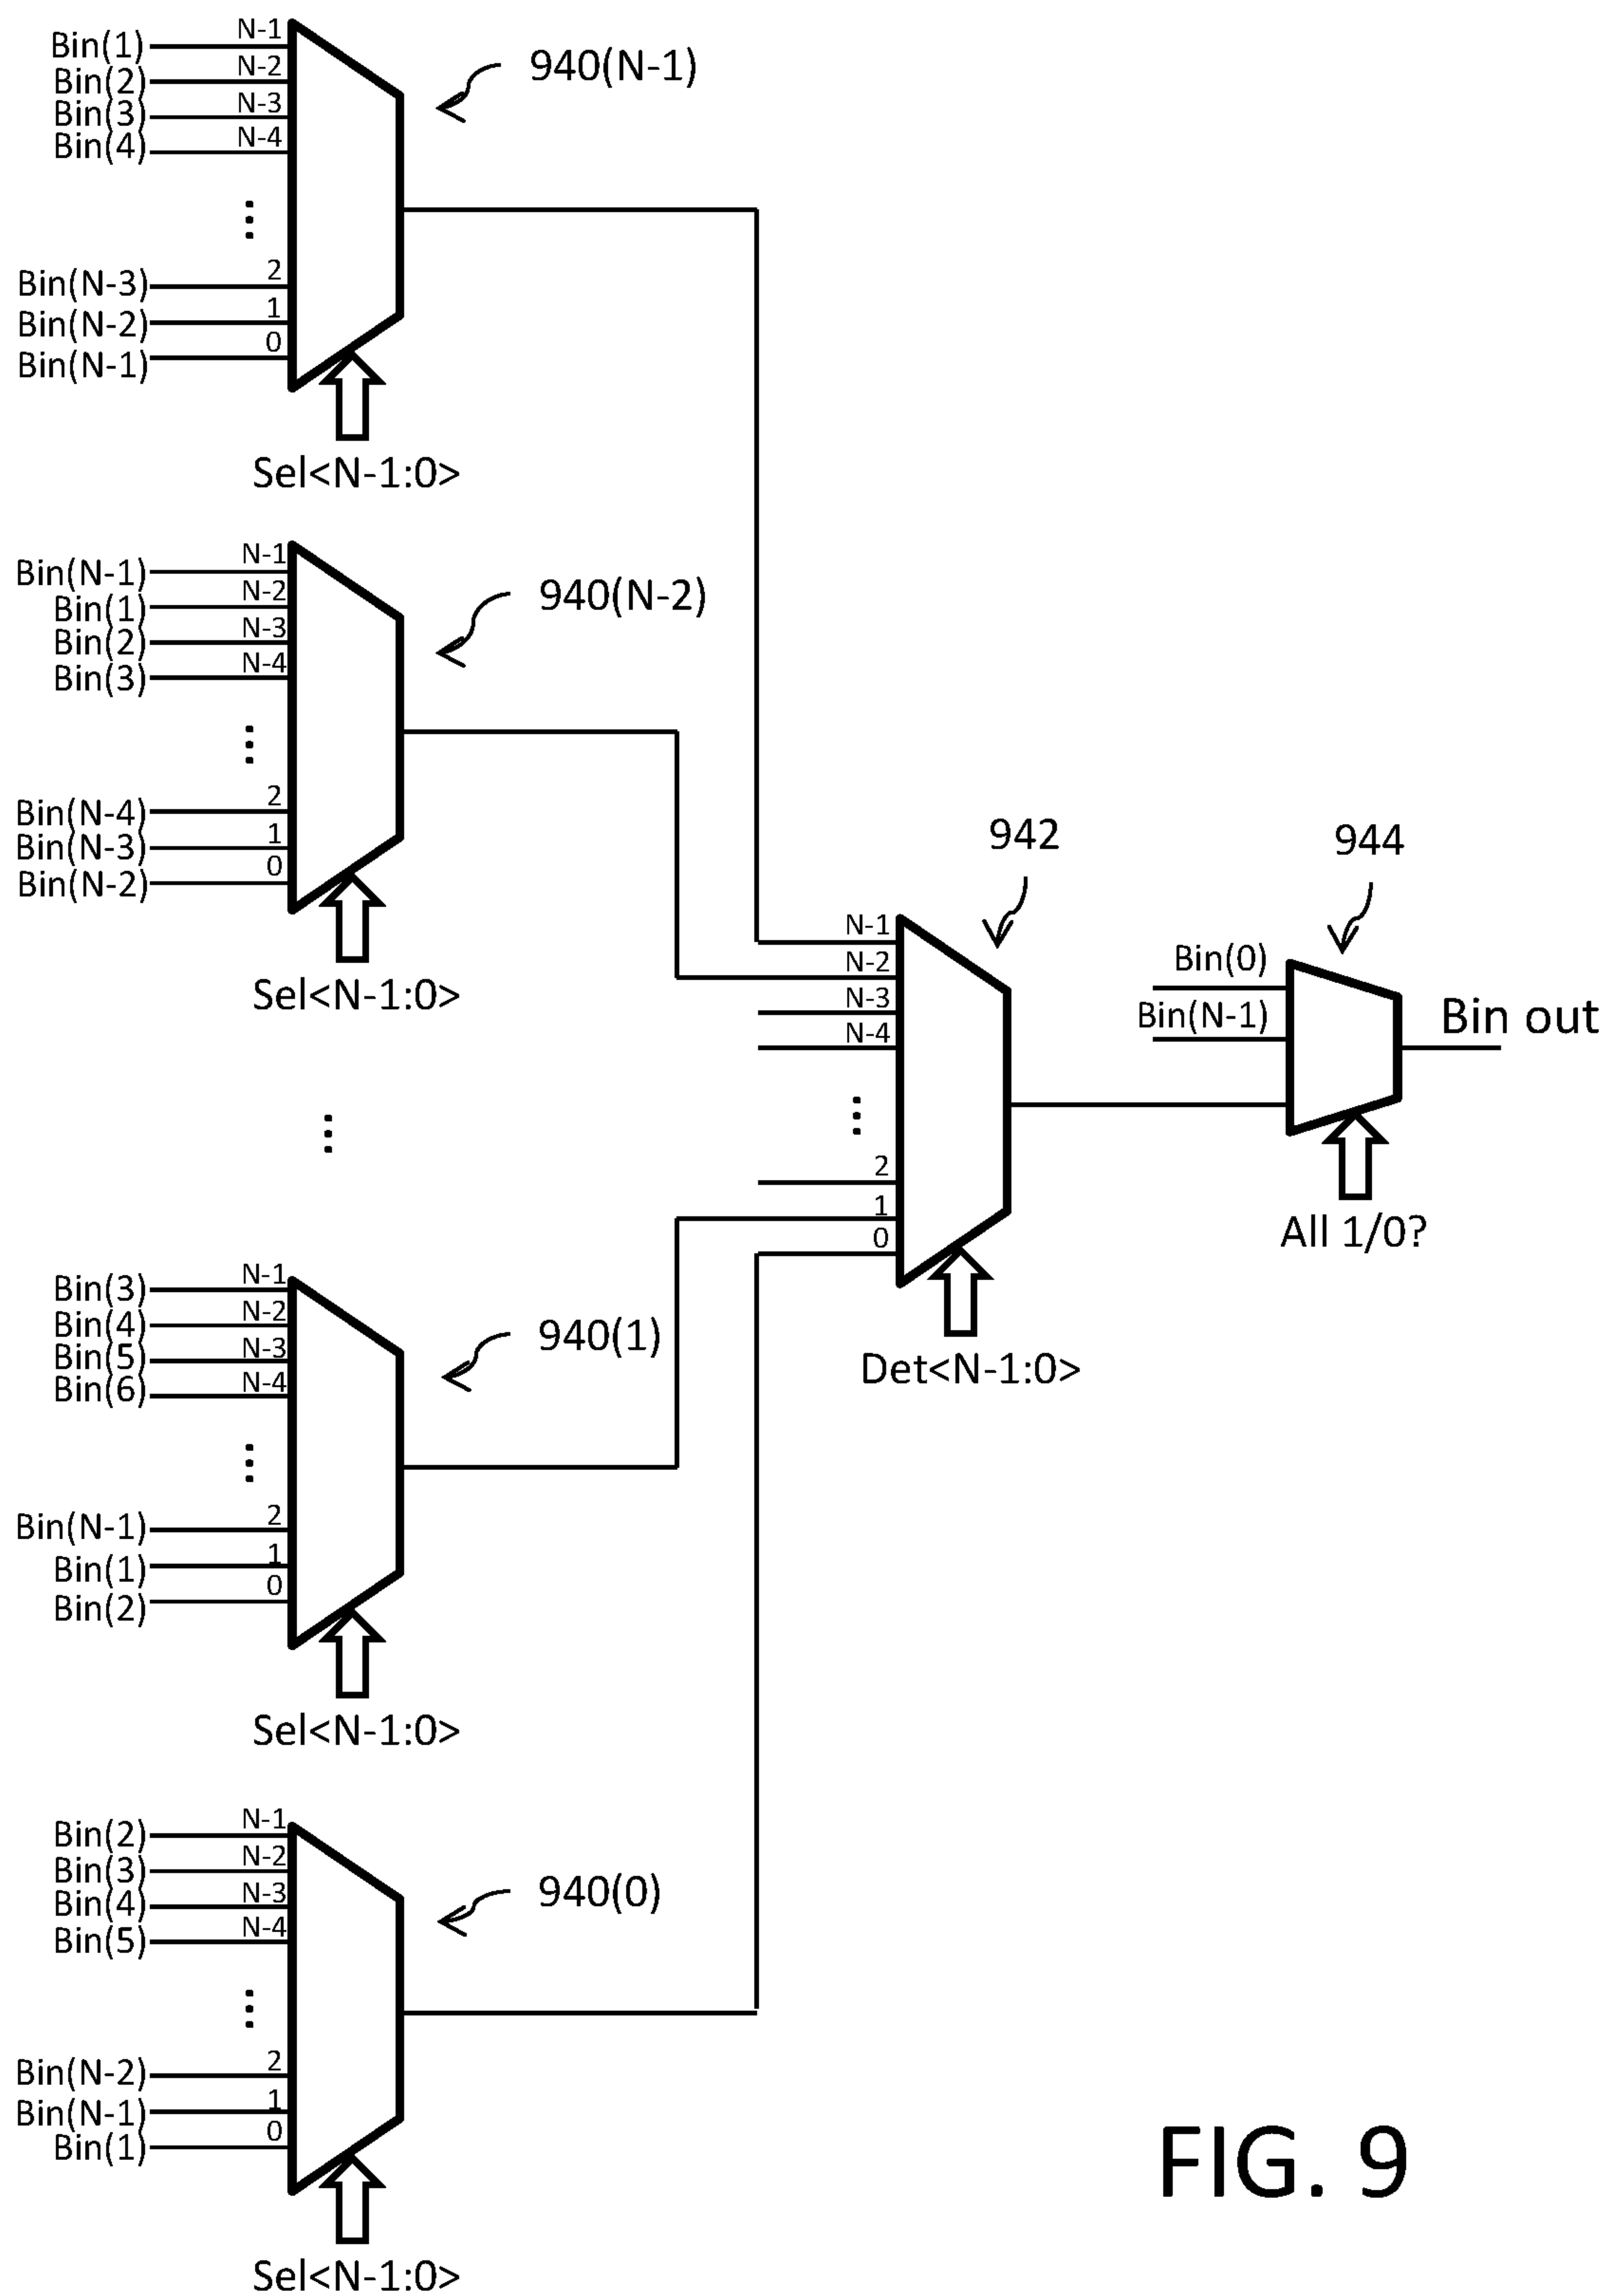 Bin(1) N-1
940(N-1)
Bin(2) N-2
Bin(3) N-3
Bin(4) N-4
Bin(N-3) 2
Bin(N-2) 1
Bin(N-1) 0
Sel<N-1:0>
Bin(N-1) N-1
940(N-2)
Bin(1) N-2
Bin(2) N-3
Bin(3) N-4
Bin(N-4) 2
Bin(N-3) 1
Bin(N-2) 0
Sel<N-1:0>
942
944
N-1
N-2
N-3
N-4
2
1
0
Det<N-1:0>
Bin(0)
Bin(N-1)
Bin out
All 1/0?
Bin(3) N-1
940(1)
Bin(4) N-2
Bin(5) N-3
Bin(6) N-4
Bin(N-1) 2
Bin(1) 1
Bin(2) 0
Sel<N-1:0>
Bin(2) N-1
940(0)
Bin(3) N-2
Bin(4) N-3
Bin(5) N-4
Bin(N-2) 2
Bin(N-1) 1
Bin(1) 0
Sel<N-1:0>
FIG. 9